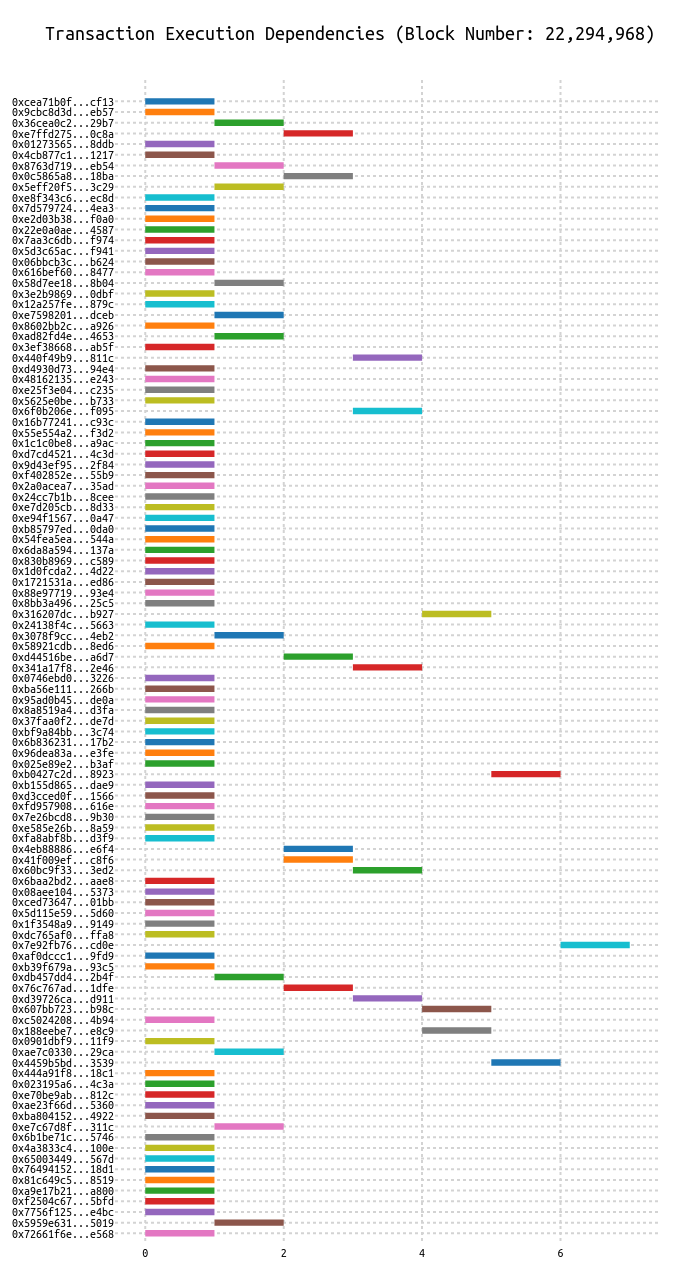 Transaction Execution Dependencies (Block Number: 22,294,968)
0xcea71b0f...cf13
0x9cbc8d3d...eb57
0x36cea0c2...29b7
0xe7ffd275...0c8a
0x01273565...8ddb
0x4cb877c1...1217
0x8763d719...eb54
0x0c5865a8...18ba
0x5eff20f5...3c29
0xe8f343c6...ec8d
0x7d579724...4ea3
0xe2d03b38...f0a0
0x22e0a0ae...4587
0x7aa3c6db...f974
0x5d3c65ac...f941
0x06bbcb3c...b624
0x616bef60...8477
0x58d7ee18...8b04
0x3e2b9869...0dbf
0x12a257fe...879c
0xe7598201...dceb
0x8602bb2c...a926
0xad82fd4e...4653
0x3ef38668...ab5f
0x440f49b9...811c
0xd4930d73...94e4
0x48162135...e243
0xe25f3e04...c235
0x5625e0be...b733
0x6f0b206e...f095
0x16b77241...c93c
0x55e554a2...f3d2
0x1c1c0be8...a9ac
0xd7cd4521...4c3d
0x9d43ef95...2f84
0xf402852e...55b9
0x2a0acea7...35ad
0x24cc7b1b...8cee
0xe7d205cb...8d33
0xe94f1567...0a47
0xb85797ed...0da0
0x54fea5ea...544a
0x6da8a594...137a
0x830b8969...c589
0x1d0fcda2...4d22
0x1721531a...ed86
0x88e97719...93e4
0x8bb3a496...25c5
0x316207dc...b927
0x24138f4c...5663
0x3078f9cc...4eb2
0x58921cdb...8ed6
0xd44516be...a6d7
0x341a17f8...2e46
0x0746ebd0...3226
0xba56e111...266b
0x95ad0b45...de0a
0x8a8519a4...d3fa
0x37faa0f2...de7d
0xbf9a84bb...3c74
0x6b836231...17b2
0x96dea83a...e3fe
0x025e89e2...b3af
0xb0427c2d...8923
0xb155d865...dae9
0xd3cced0f...1566
0xfd957908...616e
0x7e26bcd8...9b30
0xe585e26b...8a59
0xfa8abf8b...d3f9
0x4eb88886...e6f4
0x41f009ef...c8f6
0x60bc9f33...3ed2
0x6baa2bd2...aae8
0x08aee104...5373
0xced73647...01bb
0x5d115e59...5d60
0x1f3548a9...9149
0xdc765af0...ffa8
0x7e92fb76...cd0e
0xaf0dccc1...9fd9
0xb39f679a...93c5
0xdb457dd4...2b4f
0x76c767ad...1dfe
0xd39726ca...d911
0x607bb723...b98c
0xc5024208...4b94
0x188eebe7...e8c9
0x0901dbf9...11f9
0xae7c0330...29ca
0x4459b5bd...3539
0x444a91f8...18c1
0x023195a6...4c3a
0xe70be9ab...812c
0xae23f66d...5360
0xba804152...4922
0xe7c67d8f...311c
0x6b1be71c...5746
0x4a3833c4...100e
0x65003449...567d
0x76494152...18d1
0x81c649c5...8519
0xa9e17b21...a800
0xf2504c67...5bfd
0x7756f125...e4bc
0x5959e631...5019
0x72661f6e...e568
0 2 4 6